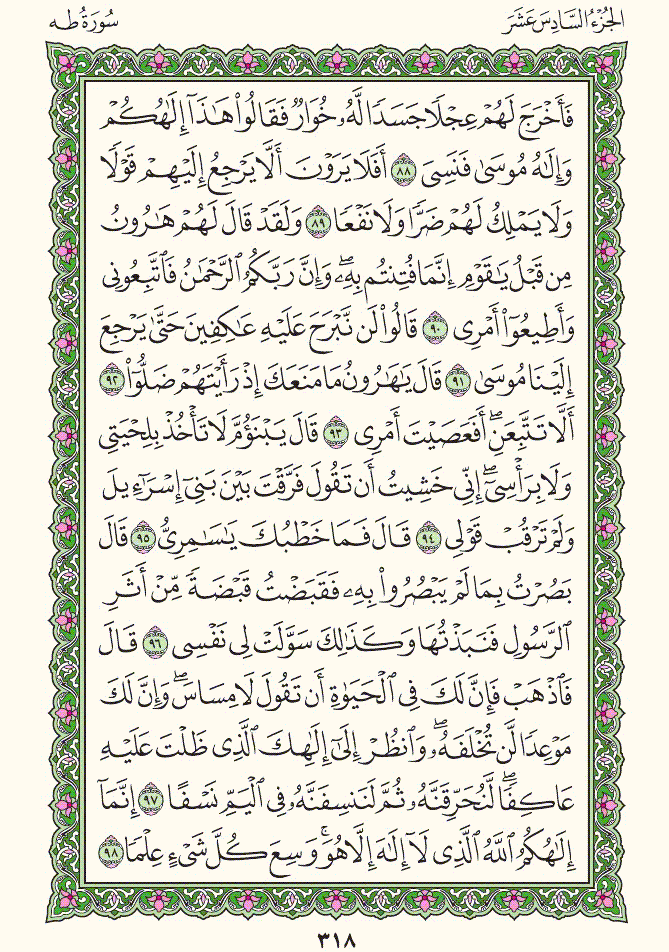 الجُزْءُ السَّادِسَ عَشَرَ
سُورَةُ طه
فَأَخْرَجَ لَهُمْ عِجْلًا جَسَدًا لَّهُۥ خُوَارٌ فَقَالُوا۟ هَٰذَآ إِلَٰهُكُمْ
وَإِلَٰهُ مُوسَىٰ فَنَسِىَ ٨٨ أَفَلَا يَرَوْنَ أَلَّا يَرْجِعُ إِلَيْهِمْ قَوْلًا
وَلَا يَمْلِكُ لَهُمْ ضَرًّا وَلَا نَفْعًا ٨٩ وَلَقَدْ قَالَ لَهُمْ هَٰرُونُ
مِن قَبْلُ يَٰقَوْمِ إِنَّمَا فُتِنتُم بِهِۦۖ وَإِنَّ رَبَّكُمُ ٱلرَّحْمَٰنُ فَٱتَّبِعُونِى
وَأَطِيعُوٓا۟ أَمْرِى ٩٠ قَالُوا۟ لَن نَّبْرَحَ عَلَيْهِ عَٰكِفِينَ حَتَّىٰ يَرْجِعَ
إِلَيْنَا مُوسَىٰ ٩١ قَالَ يَٰهَٰرُونُ مَا مَنَعَكَ إِذْ رَأَيْتَهُمْ ضَلُّوٓا۟ ٩٢
أَلَّا تَتَّبِعَنِۖ أَفَعَصَيْتَ أَمْرِى ٩٣ قَالَ يَبْنَؤُمَّ لَا تَأْخُذْ بِلِحْيَتِى
وَلَا بِرَأْسِىٓۖ إِنِّى خَشِيتُ أَن تَقُولَ فَرَّقْتَ بَيْنَ بَنِىٓ إِسْرَٰٓءِيلَ
وَلَمْ تَرْقُبْ قَوْلِى ٩٤ قَالَ فَمَا خَطْبُكَ يَٰسَٰمِرِىُّ ٩٥ قَالَ
بَصُرْتُ بِمَا لَمْ يَبْصُرُوا۟ بِهِۦ فَقَبَضْتُ قَبْضَةً مِّنْ أَثَرِ
ٱلرَّسُولِ فَنَبَذْتُهَا وَكَذَٰلِكَ سَوَّلَتْ لِى نَفْسِى ٩٦ قَالَ
فَٱذْهَبْ فَإِنَّ لَكَ فِى ٱلْحَيَوٰةِ أَن تَقُولَ لَا مِسَاسَۖ وَإِنَّ لَكَ
مَوْعِدًا لَّن تُخْلَفَهُۥۖ وَٱنظُرْ إِلَىٰٓ إِلَٰهِكَ ٱلَّذِى ظَلْتَ عَلَيْهِ
عَاكِفًاۖ لَّنُحَرِّقَنَّهُۥ ثُمَّ لَنَنسِفَنَّهُۥ فِى ٱلْيَمِّ نَسْفًا ٩٧ إِنَّمَآ
إِلَٰهُكُمُ ٱللَّهُ ٱلَّذِى لَآ إِلَٰهَ إِلَّا هُوَۚ وَسِعَ كُلَّ شَىْءٍ عِلْمًا ٩٨
٣١٨